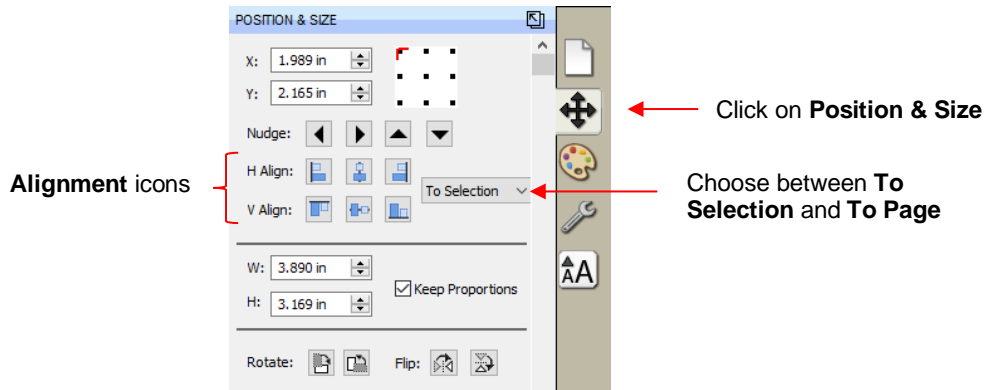 POSITION & SIZE
X: 1.989 in
Y: 2.165 in
Click on Position & Size
Nudge:
Alignment icons
H Align:
To Selection
V Align:
Choose between To
Selection and To Page
W: 3.890 in
Keep Proportions
H: 3.169 in
AA
Rotate: Flip: